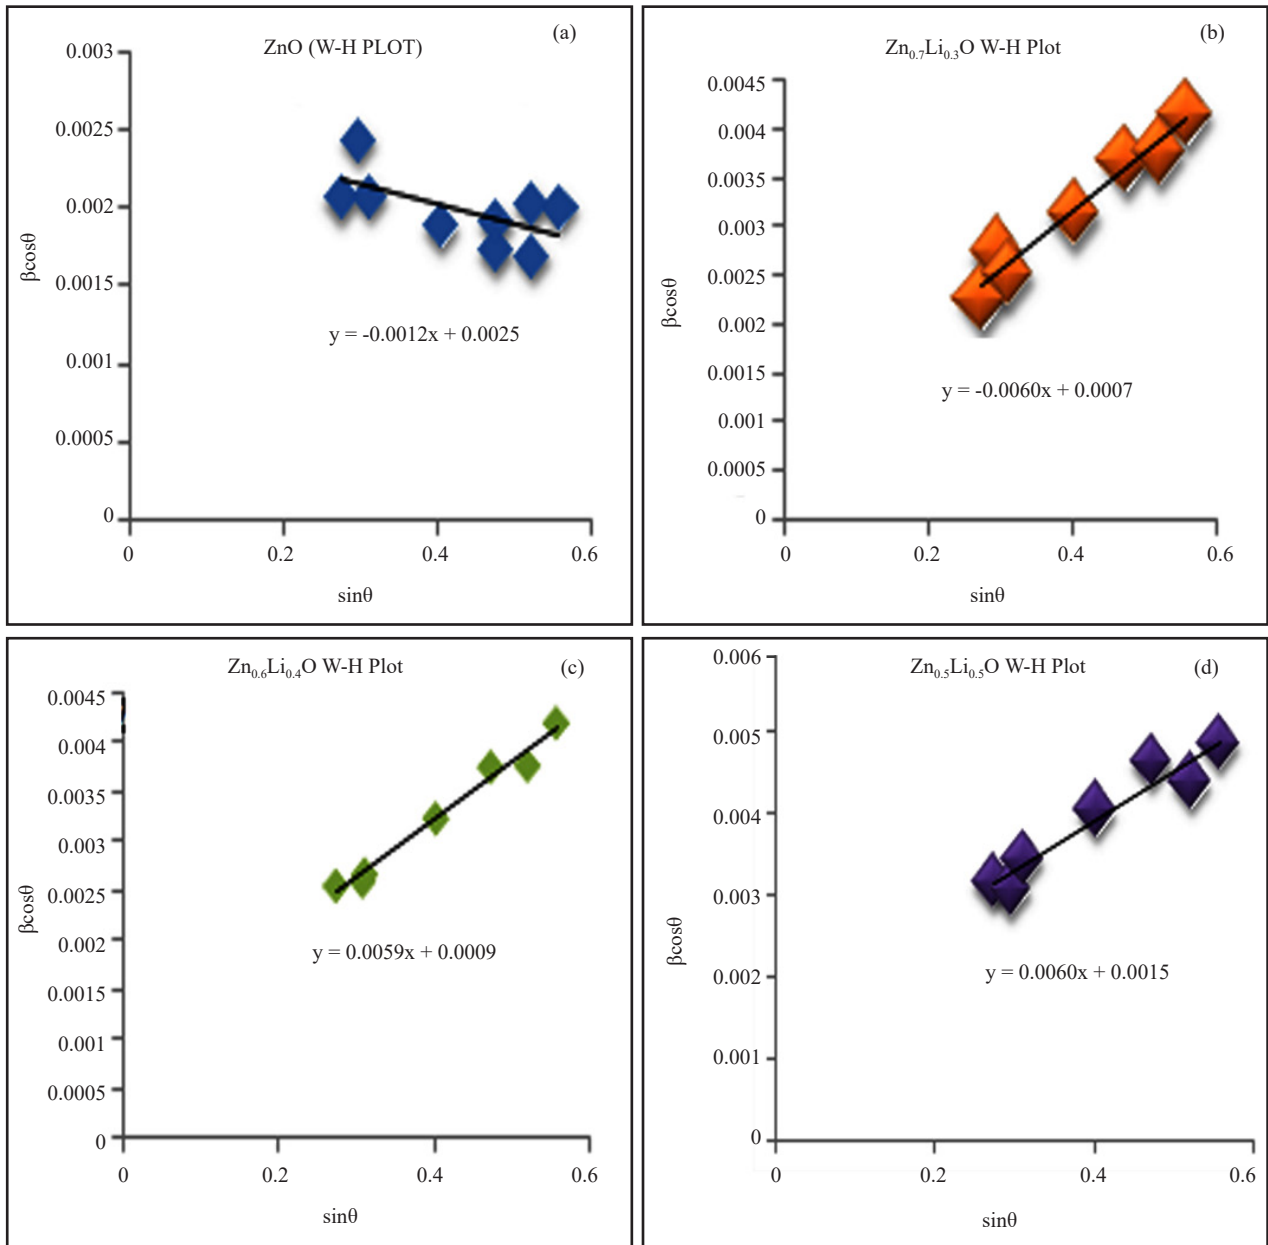 ZnO (W-H PLOT)
(a)
0.003
0.0025
0.002
0.0015
0.001
0.0005
0
βcosθ
y = -0.0012x + 0.0025
0
0.2
0.4
0.6
sinθ
Zn0.7Li0.3O W-H Plot
(b)
0.0045
0.004
0.0035
0.003
0.0025
0.002
0.0015
0.001
0.0005
0
βcosθ
y = -0.0060x + 0.0007
0
0.2
0.4
0.6
sinθ
Zn0.6Li0.4O W-H Plot
(c)
0.0045
0.004
0.0035
0.003
0.0025
0.002
0.0015
0.001
0.0005
0
βcosθ
y = 0.0059x + 0.0009
0
0.2
0.4
0.6
sinθ
Zn0.5Li0.5O W-H Plot
(d)
0.006
0.005
0.004
0.003
0.002
0.001
0
βcosθ
y = 0.0060x + 0.0015
0
0.2
0.4
0.6
sinθ